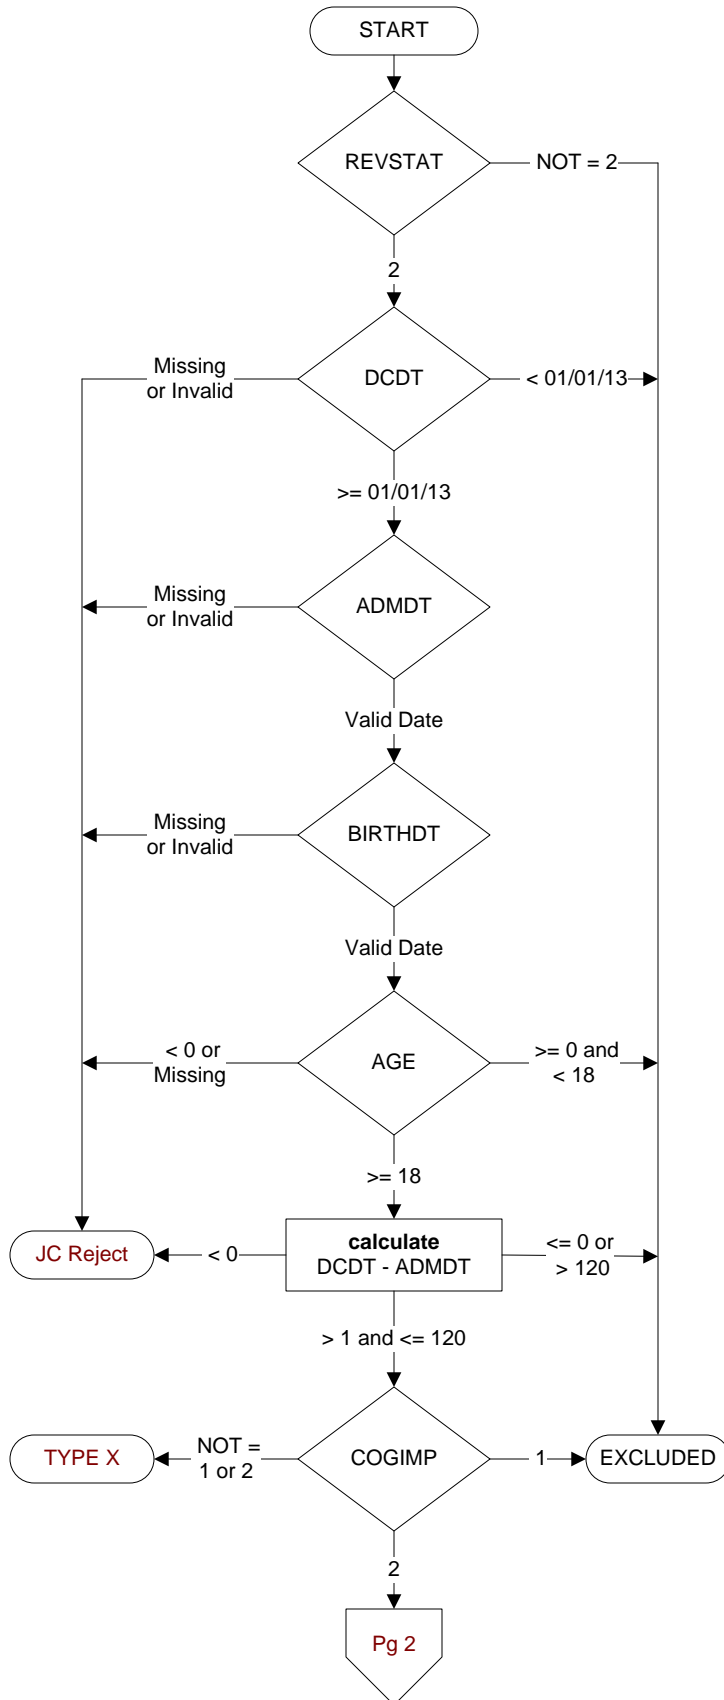 START
REVSTAT
NOT = 2
2
Missing
or Invalid
DCDT
< 01/01/13
>= 01/01/13
Missing
or Invalid
ADMDT
Valid Date
Missing
or Invalid
BIRTHDT
Valid Date
< 0 or
Missing
AGE
>= 0 and
< 18
>= 18
JC Reject
< 0
calculate
DCDT - ADMDT
<= 0 or
> 120
> 1 and <= 120
TYPE X
NOT =
1 or 2
COGIMP
1
EXCLUDED
2
Pg 2